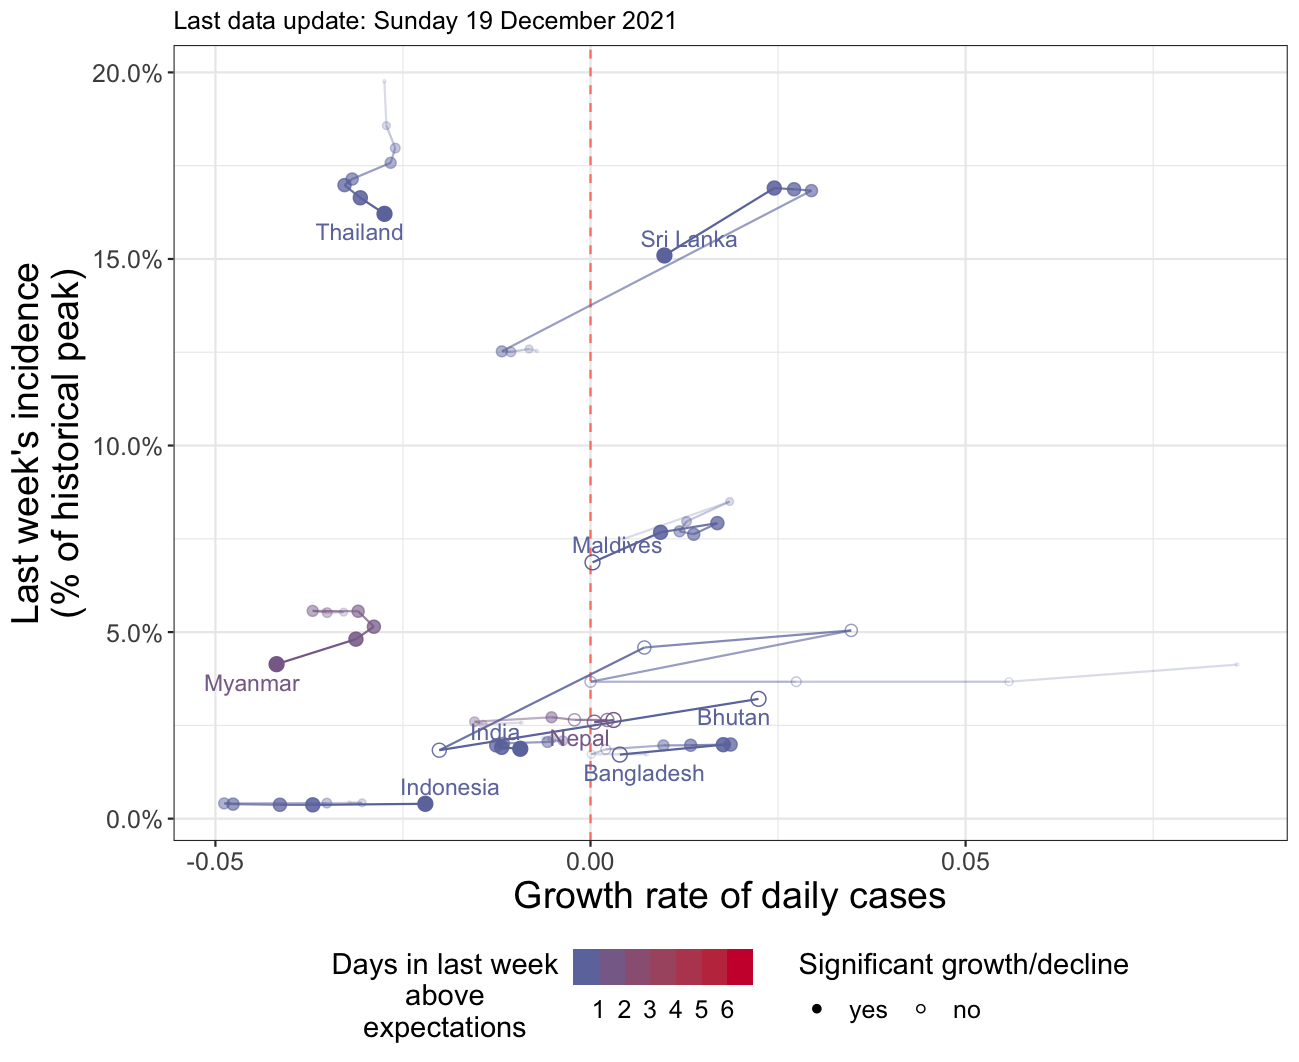 Last data update: Sunday 19 December 2021
Last week's incidence
(% of historical peak)
20.0%
15.0%
10.0%
5.0%
0.0%
Thailand
Sri Lanka
Maldives
Myanmar
Bhutan
India
Nepal
Bangladesh
Indonesia
-0.05
0.00
0.05
Growth rate of daily cases
Days in last week
above
expectations
1 2 3 4 5 6
Significant growth/decline
yes
no